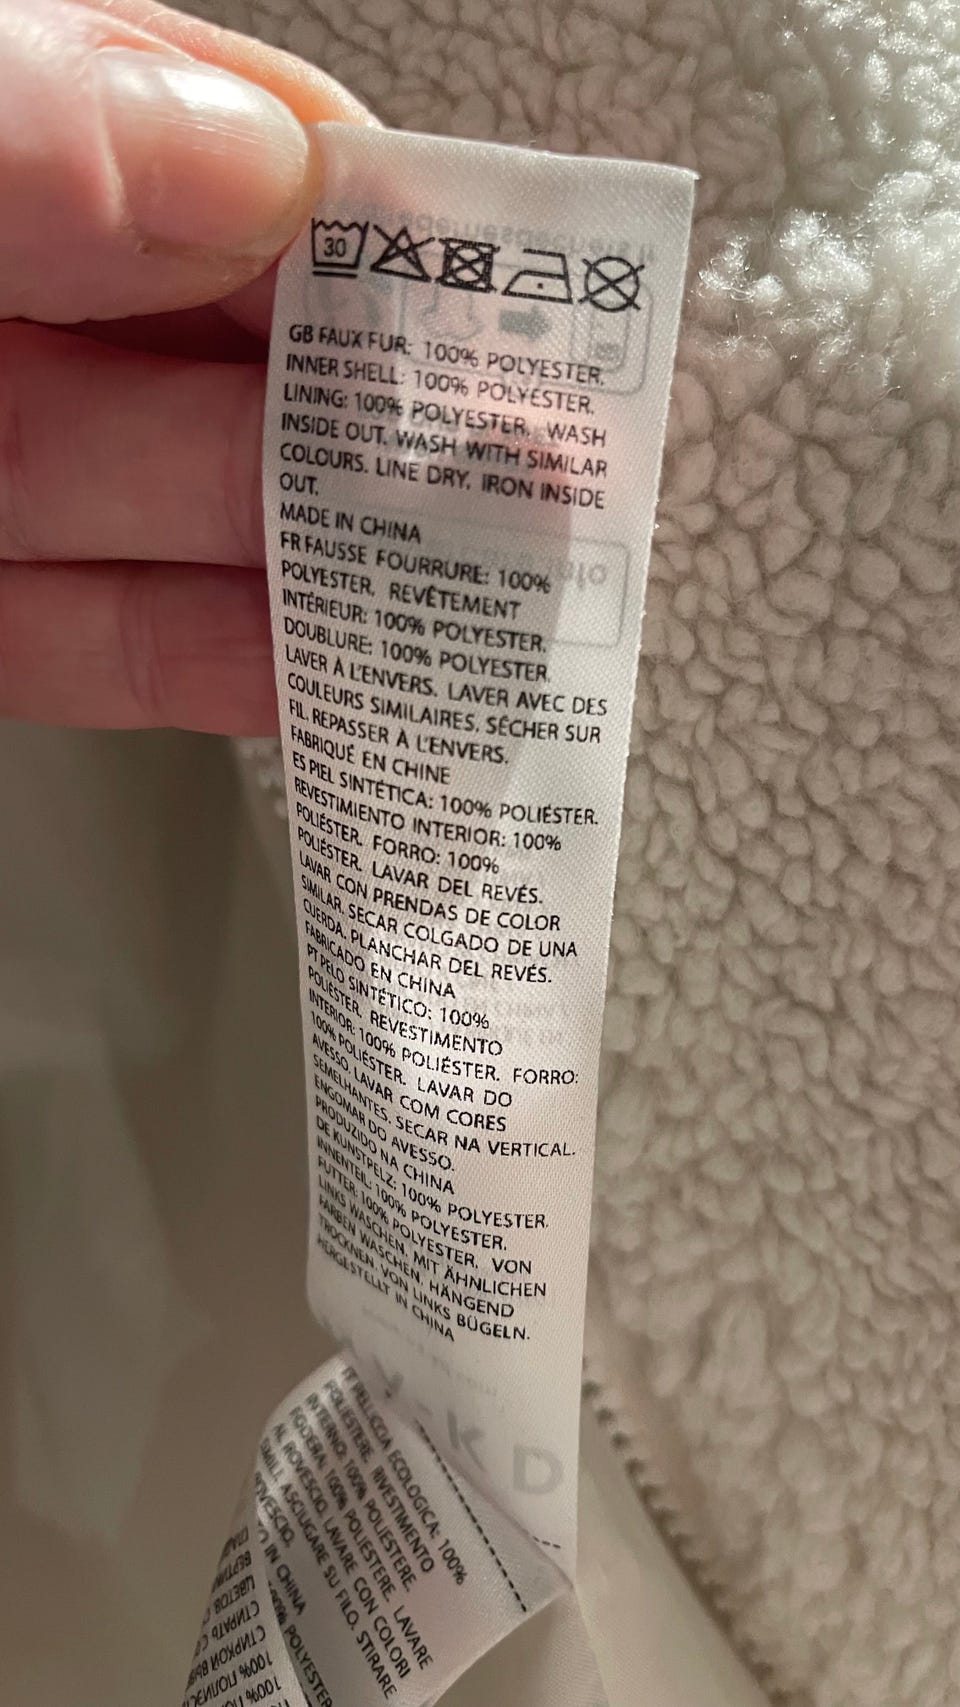 30
GB FAUX FUR: 100% POLYESTER.
INNER SHELL: 100% POLYESTER.
LINING: 100% POLYESTER. WASH
INSIDE OUT. WASH WITH SIMILAR
COLOURS. LINE DRY. IRON INSIDE
OUT.
MADE IN CHINA
FR FAUSSE FOURRURE: 100%
POLYESTER. REVÊTEMENT
INTÉRIEUR: 100% POLYESTER.
DOUBLURE: 100% POLYESTER.
LAVER À L'ENVERS. LAVER AVEC DES
COULEURS SIMILAIRES. SÉCHER SUR
FIL. REPASSER À L'ENVERS.
FABRIQUÉ EN CHINE
ES PIEL SINTÉTICA: 100% POLIÉSTER.
REVESTIMIENTO INTERIOR: 100%
POLIÉSTER. FORRO: 100%
POLIÉSTER. LAVAR DEL REVÉS.
LAVAR CON PRENDAS DE COLOR
SIMILAR. SECAR COLGADO DE UNA
CUERDA. PLANCHAR DEL REVÉS.
FABRICADO EN CHINA
PT PELO SINTÉTICO: 100%
POLIÉSTER. REVESTIMENTO
INTERIOR: 100% POLIÉSTER. FORRO:
100% POLIÉSTER. LAVAR DO
AVESSO. LAVAR COM CORES
SEMELHANTES. SECAR NA VERTICAL.
ENGOMAR DO AVESSO.
PRODUZIDO NA CHINA
DE KUNSTPELZ: 100% POLYESTER.
INNENTEIL: 100% POLYESTER.
FUTTER: 100% POLYESTER. VON
LINKS WASCHEN. MIT ÄHNLICHEN
FARBEN WASCHEN. HÄNGEND
TROCKNEN. VON LINKS BÜGELN.
HERGESTELLT IN CHINA
IT PELLICCIA ECOLOGICA: 100%
POLIESTERE. RIVESTIMENTO
INTERNO: 100% POLIESTERE.
FODERA: 100% POLIESTERE. LAVARE
AL ROVESCIO. LAVARE CON COLORI
SIMILI. ASCIUGARE SU FILO. STIRARE
ROVESCIO.
IN CHINA
100% POLYESTER